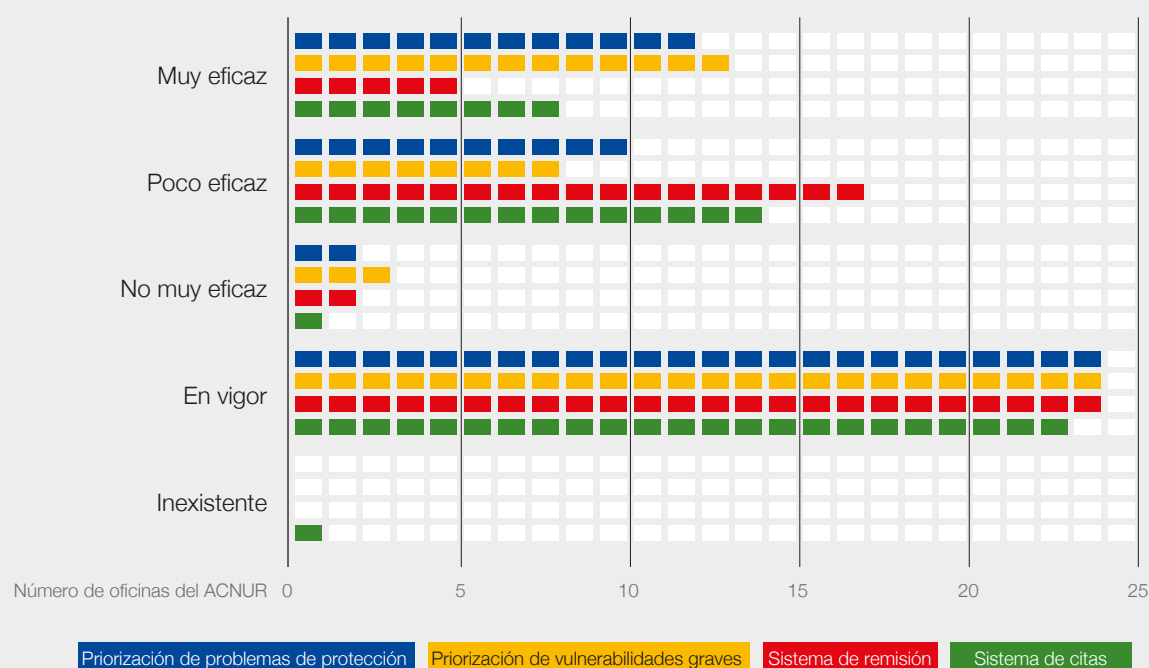 Muy eficaz
Poco eficaz
No muy eficaz
En vigor
Inexistente
Número de oficinas del ACNUR 0 5 10 15 20 25
Priorización de problemas de protección Priorización de vulnerabilidades graves Sistema de remisión Sistema de citas